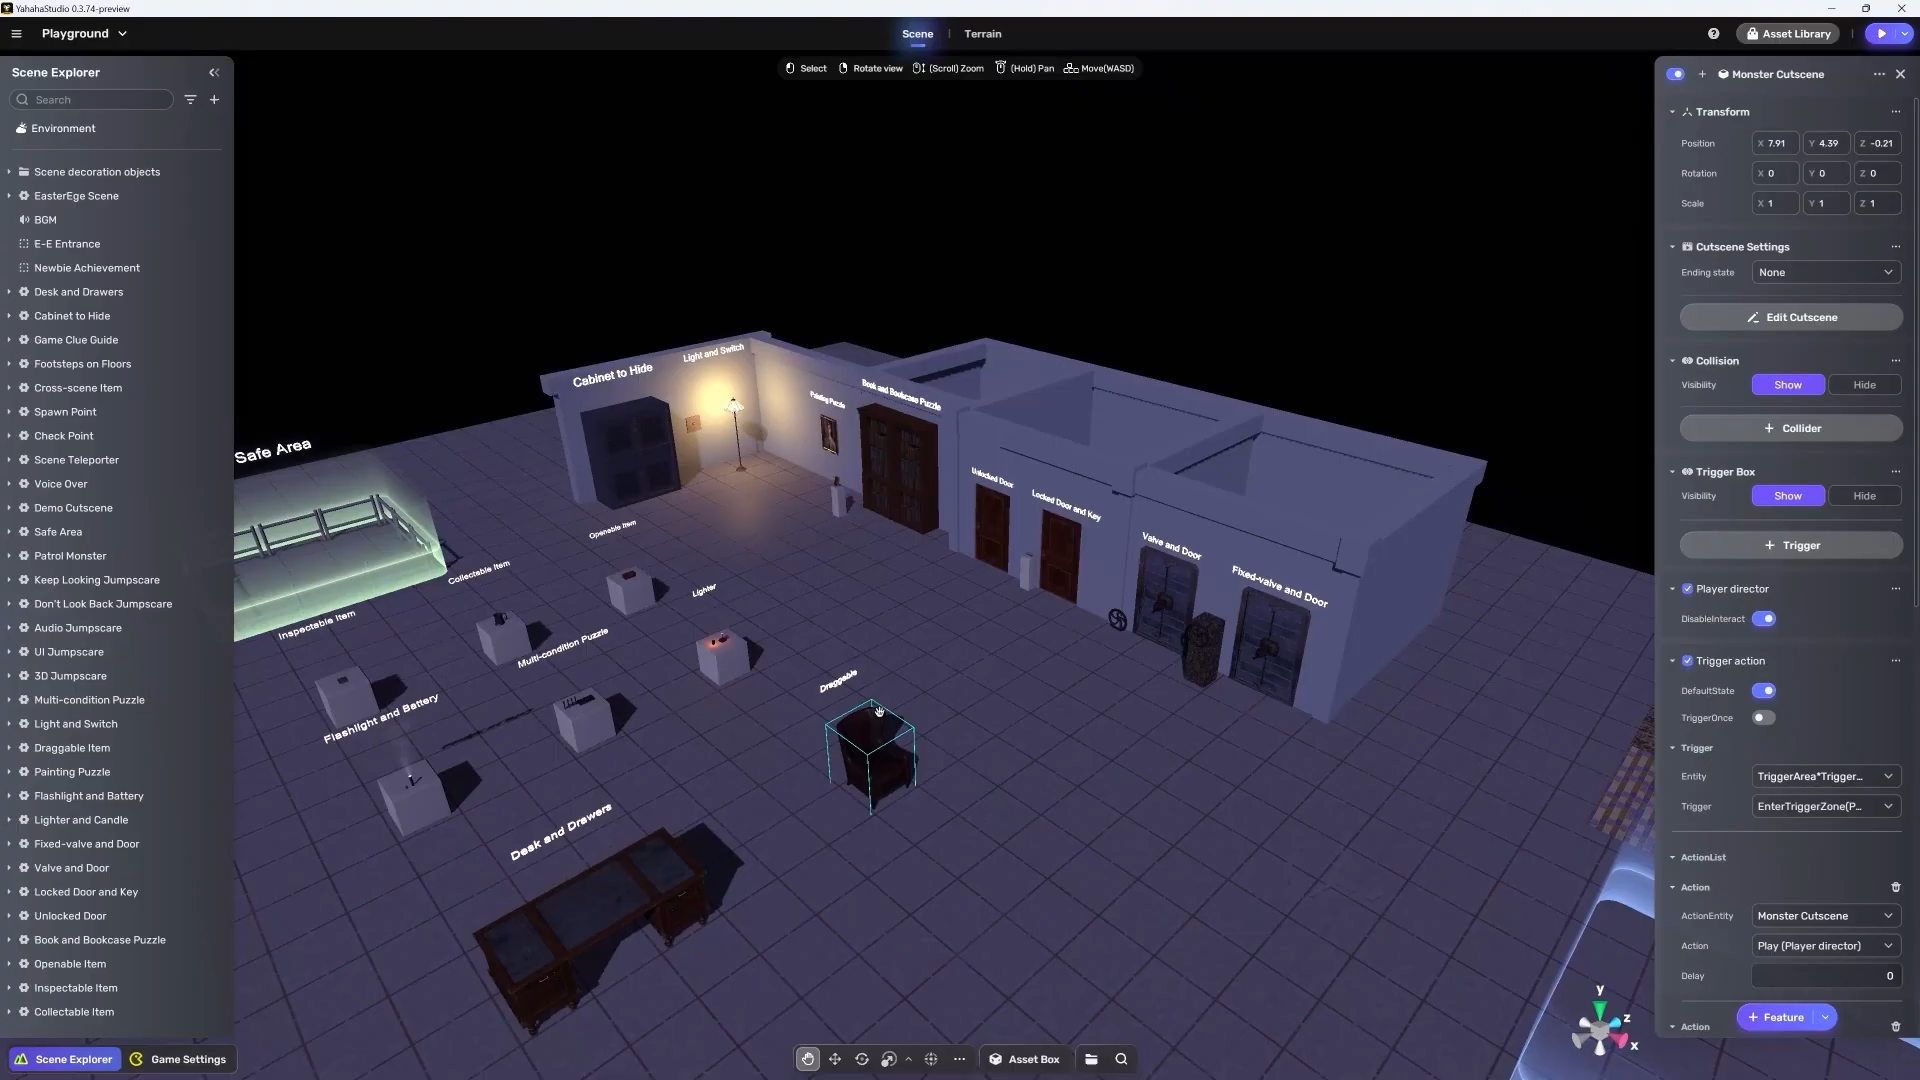 YahahaStudio 0.3.74-preview
Playground
Scene
Terrain
Asset Library
Select
Rotate view
(Scroll) Zoom
(Hold) Pan
Move(WASD)
Scene Explorer
Search
Environment
Scene decoration objects
EasterEge Scene
BGM
E-E Entrance
Newbie Achievement
Desk and Drawers
Cabinet to Hide
Game Clue Guide
Footsteps on Floors
Cross-scene Item
Spawn Point
Check Point
Scene Teleporter
Voice Over
Demo Cutscene
Safe Area
Patrol Monster
Keep Looking Jumpscare
Don't Look Back Jumpscare
Audio Jumpscare
UI Jumpscare
3D Jumpscare
Multi-condition Puzzle
Light and Switch
Draggable Item
Painting Puzzle
Flashlight and Battery
Lighter and Candle
Fixed-valve and Door
Valve and Door
Locked Door and Key
Unlocked Door
Book and Bookcase Puzzle
Openable Item
Inspectable Item
Collectable Item
Scene Explorer
Game Settings
Cabinet to Hide
Light and Switch
Painting Puzzle
Book and Bookcase Puzzle
Safe Area
Unlocked Door
Locked Door and Key
Valve and Door
Fixed-valve and Door
Openable Item
Collectable Item
Lighter
Inspectable Item
Multi-condition Puzzle
Draggable
Flashlight and Battery
Desk and Drawers
Asset Box
Monster Cutscene
Transform
Position X 7.91 Y 4.39 Z -0.21
Rotation X 0 Y 0 Z 0
Scale X 1 Y 1 Z 1
Cutscene Settings
Ending state None
Edit Cutscene
Collision
Visibility Show Hide
+ Collider
Trigger Box
Visibility Show Hide
+ Trigger
Player director
DisableInteract
Trigger action
DefaultState
TriggerOnce
Trigger
Entity TriggerArea*Trigger...
Trigger EnterTriggerZone(P...
ActionList
Action
ActionEntity Monster Cutscene
Action Play (Player director)
Delay 0
+ Feature
Action
y
z
x